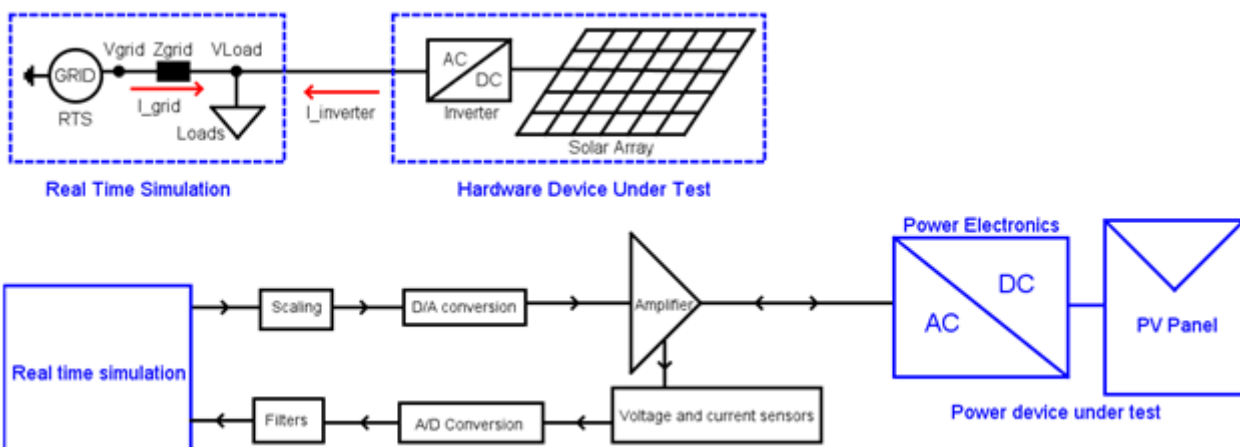 Vgrid Zgrid VLoad
GRID
RTS
I_grid
Loads
I_inverter
AC
DC
Inverter
Solar Array
Real Time Simulation
Hardware Device Under Test
Power Electronics
Scaling
D/A conversion
Amplifier
DC
AC
PV Panel
Real time simulation
Filters
A/D Conversion
Voltage and current sensors
Power device under test